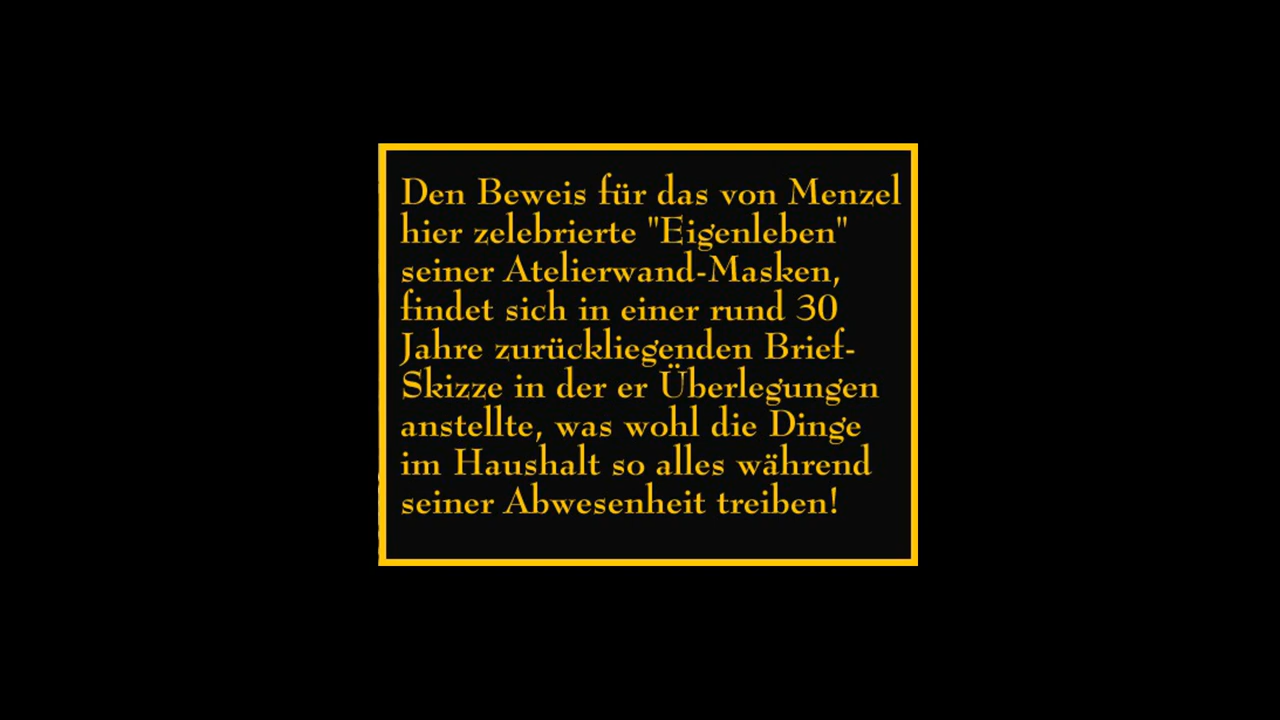 Den Beweis für das von Menzel
hier zelebrierte "Eigenleben"
seiner Atelierwand-Masken,
findet sich in einer rund 30
Jahre zurückliegenden Brief-
Skizze in der er Überlegungen
anstellte, was wohl die Dinge
im Haushalt so alles während
seiner Abwesenheit treiben!